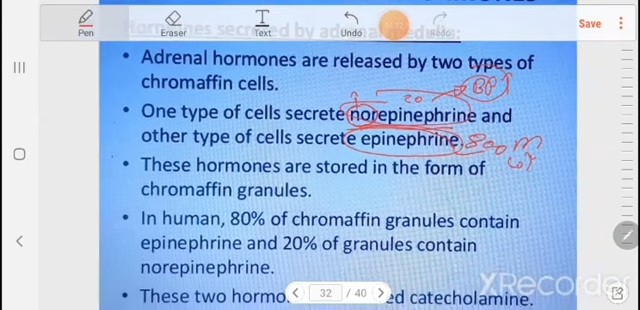 Pen
Eraser
Text
Undo
Redo
Save
Hormones secreted by adrenal medulla:
• Adrenal hormones are released by two types of
chromaffin cells.
BP↑
20
• One type of cells secrete norepinephrine and
other type of cells secrete epinephrine.
• These hormones are stored in the form of
chromaffin granules.
• In human, 80% of chromaffin granules contain
epinephrine and 20% of granules contain
norepinephrine.
• These two hormo
32 / 40
ed catecholamine.
XRecorder